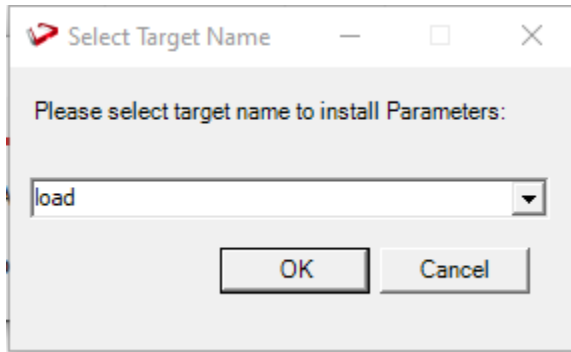 Select Target Name
Please select target name to install Parameters:
load
OK
Cancel